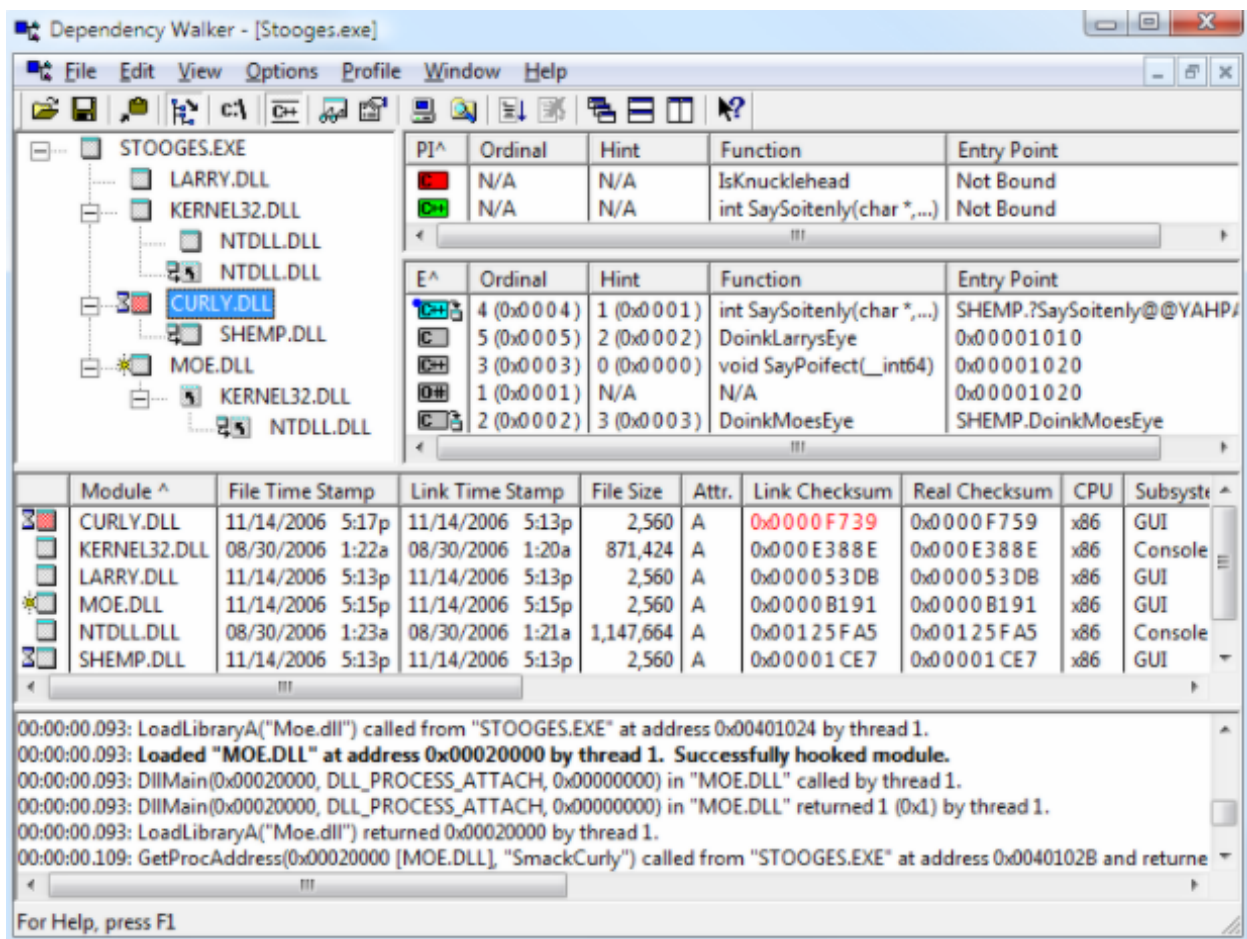 Dependency Walker - [Stooges.exe]
File Edit View Options Profile Window Help
C:\ C++
STOOGES.EXE
LARRY.DLL
KERNEL32.DLL
NTDLL.DLL
NTDLL.DLL
CURLY.DLL
SHEMP.DLL
MOE.DLL
KERNEL32.DLL
NTDLL.DLL
PI^ Ordinal Hint Function Entry Point
C N/A N/A IsKnucklehead Not Bound
C++ N/A N/A int SaySoitenly(char *,...) Not Bound
E^ Ordinal Hint Function Entry Point
C++ 4 (0x0004) 1 (0x0001) int SaySoitenly(char *,...) SHEMP.?SaySoitenly@@YAHP
C 5 (0x0005) 2 (0x0002) DoinkLarrysEye 0x00001010
C++ 3 (0x0003) 0 (0x0000) void SayPoifect(__int64) 0x00001020
O# 1 (0x0001) N/A N/A 0x00001020
C 2 (0x0002) 3 (0x0003) DoinkMoesEye SHEMP.DoinkMoesEye
Module ^ File Time Stamp Link Time Stamp File Size Attr. Link Checksum Real Checksum CPU Subsyste
CURLY.DLL 11/14/2006 5:17p 11/14/2006 5:13p 2,560 A 0x0000F739 0x0000F759 x86 GUI
KERNEL32.DLL 08/30/2006 1:22a 08/30/2006 1:20a 871,424 A 0x000E388E 0x000E388E x86 Console
LARRY.DLL 11/14/2006 5:13p 11/14/2006 5:13p 2,560 A 0x000053DB 0x000053DB x86 GUI
MOE.DLL 11/14/2006 5:15p 11/14/2006 5:15p 2,560 A 0x0000B191 0x0000B191 x86 GUI
NTDLL.DLL 08/30/2006 1:23a 08/30/2006 1:21a 1,147,664 A 0x00125FA5 0x00125FA5 x86 Console
SHEMP.DLL 11/14/2006 5:13p 11/14/2006 5:13p 2,560 A 0x00001CE7 0x00001CE7 x86 GUI
00:00:00.093: LoadLibraryA("Moe.dll") called from "STOOGES.EXE" at address 0x00401024 by thread 1.
00:00:00.093: Loaded "MOE.DLL" at address 0x00020000 by thread 1. Successfully hooked module.
00:00:00.093: DllMain(0x00020000, DLL_PROCESS_ATTACH, 0x00000000) in "MOE.DLL" called by thread 1.
00:00:00.093: DllMain(0x00020000, DLL_PROCESS_ATTACH, 0x00000000) in "MOE.DLL" returned 1 (0x1) by thread 1.
00:00:00.093: LoadLibraryA("Moe.dll") returned 0x00020000 by thread 1.
00:00:00.109: GetProcAddress(0x00020000 [MOE.DLL], "SmackCurly") called from "STOOGES.EXE" at address 0x0040102B and returne
For Help, press F1